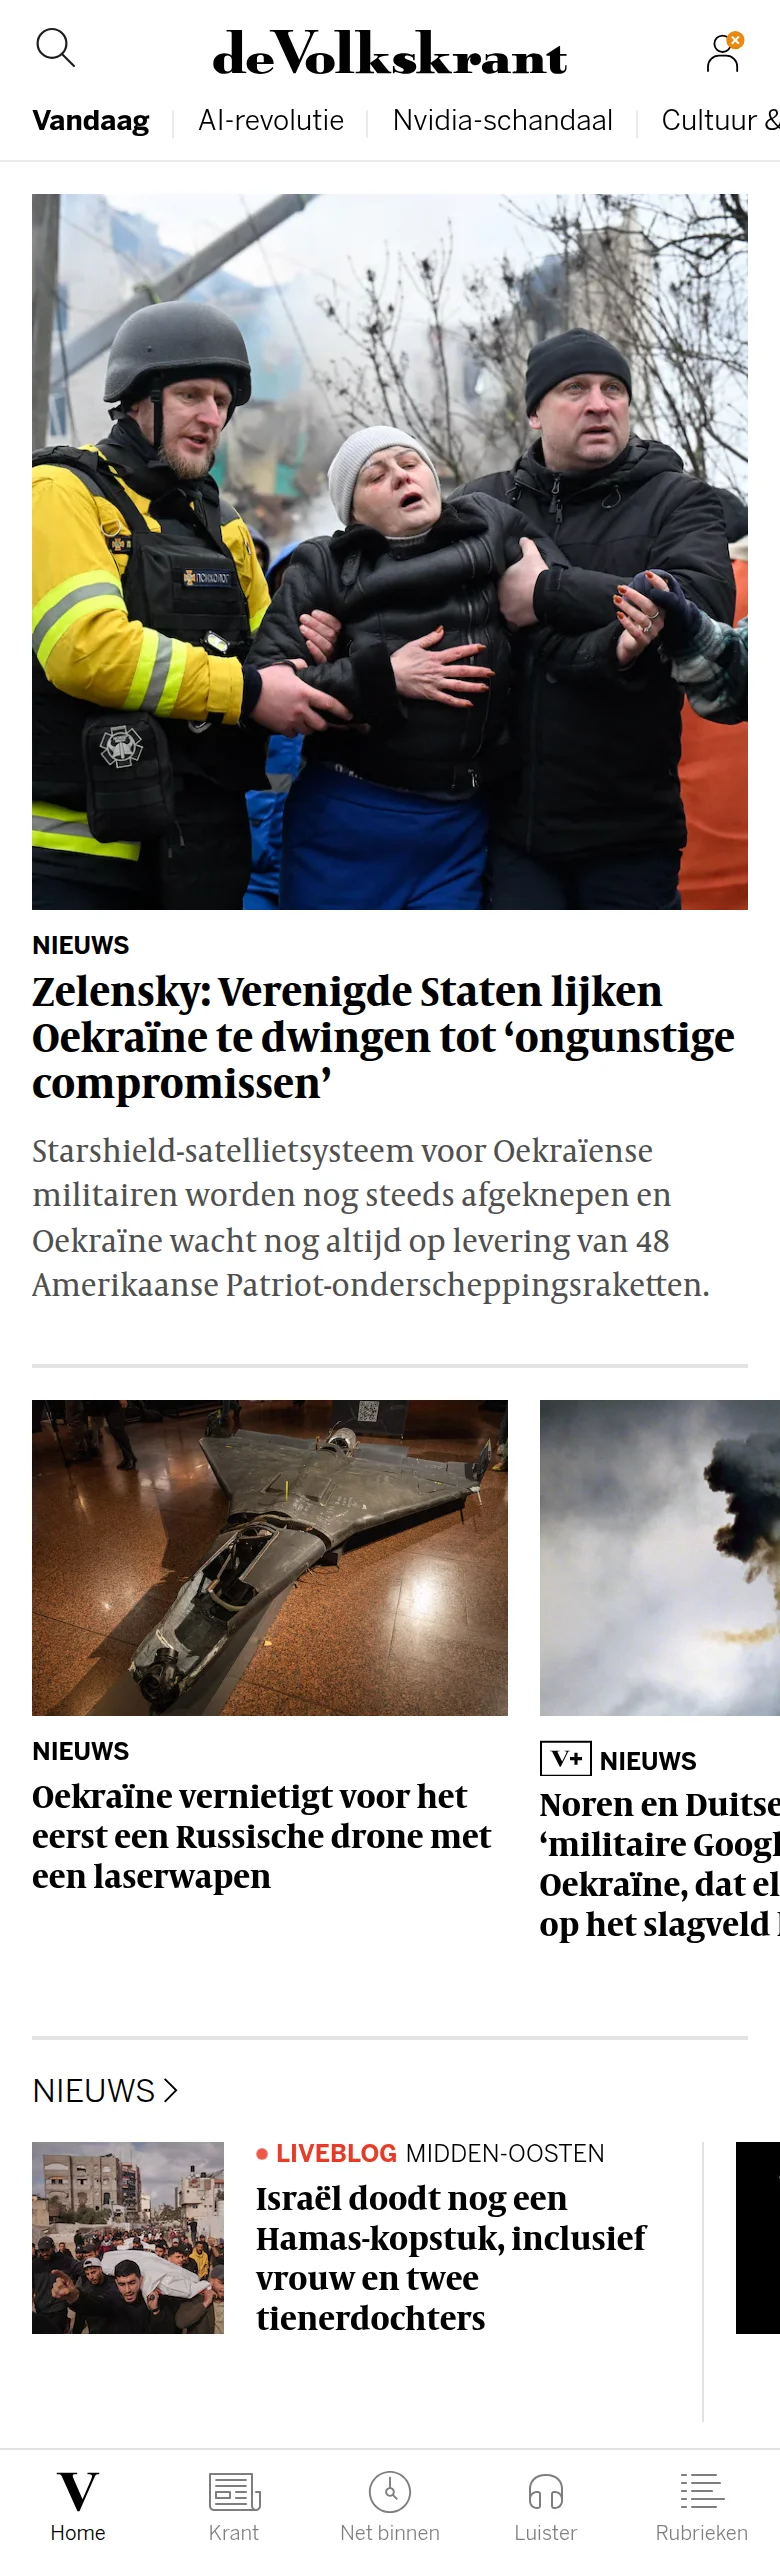 deVolkskrant
Vandaag
AI-revolutie
Nvidia-schandaal
Cultuur &
ПСИХОЛОГ
NIEUWS
Zelensky: Verenigde Staten lijken
Oekraïne te dwingen tot ‘ongunstige
compromissen’
Starshield-satellietsysteem voor Oekraïense
militairen worden nog steeds afgeknepen en
Oekraïne wacht nog altijd op levering van 48
Amerikaanse Patriot-onderscheppingsraketten.
NIEUWS
Oekraïne vernietigt voor het
eerst een Russische drone met
een laserwapen
V+ NIEUWS
Noren en Duitse
‘militaire Googl
Oekraïne, dat el
op het slagveld
NIEUWS
LIVEBLOG MIDDEN-OOSTEN
Israël doodt nog een
Hamas-kopstuk, inclusief
vrouw en twee
tienerdochters
V
Home
Krant
Net binnen
Luister
Rubrieken